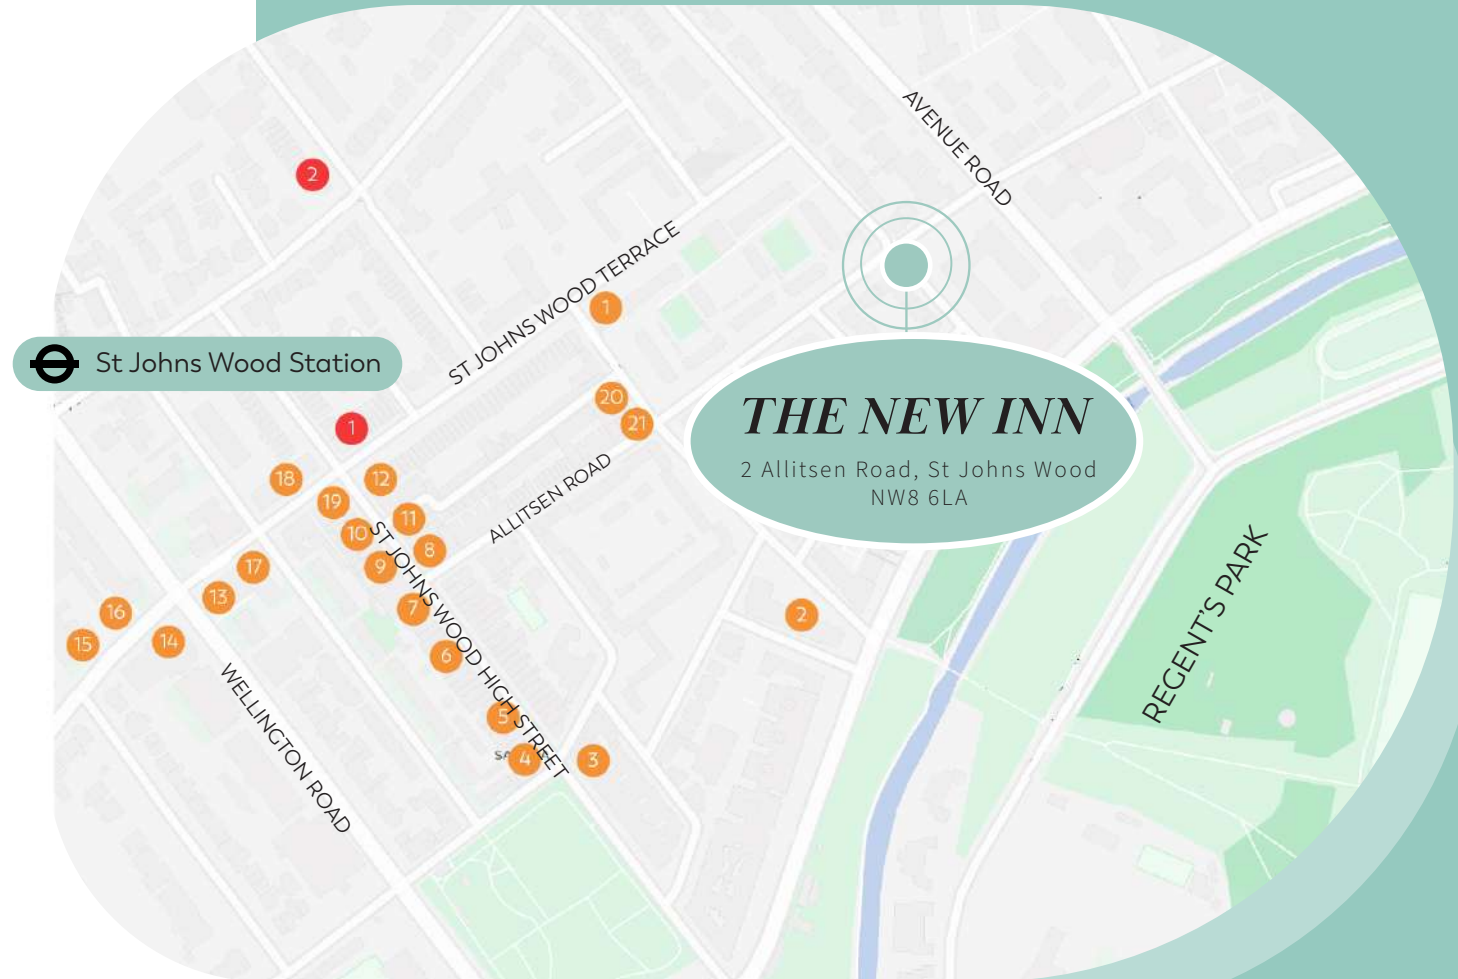 AVENUE ROAD
2
ST JOHNS WOOD TERRACE
1
St Johns Wood Station
THE NEW INN
2 Allitsen Road, St Johns Wood
NW8 6LA
20
21
1
ALLITSEN ROAD
18
12
19
11
10
8
9
ST JOHNS WOOD HIGH STREET
17
13
7
16
15
14
2
6
REGENT'S PARK
WELLINGTON ROAD
5
4
3